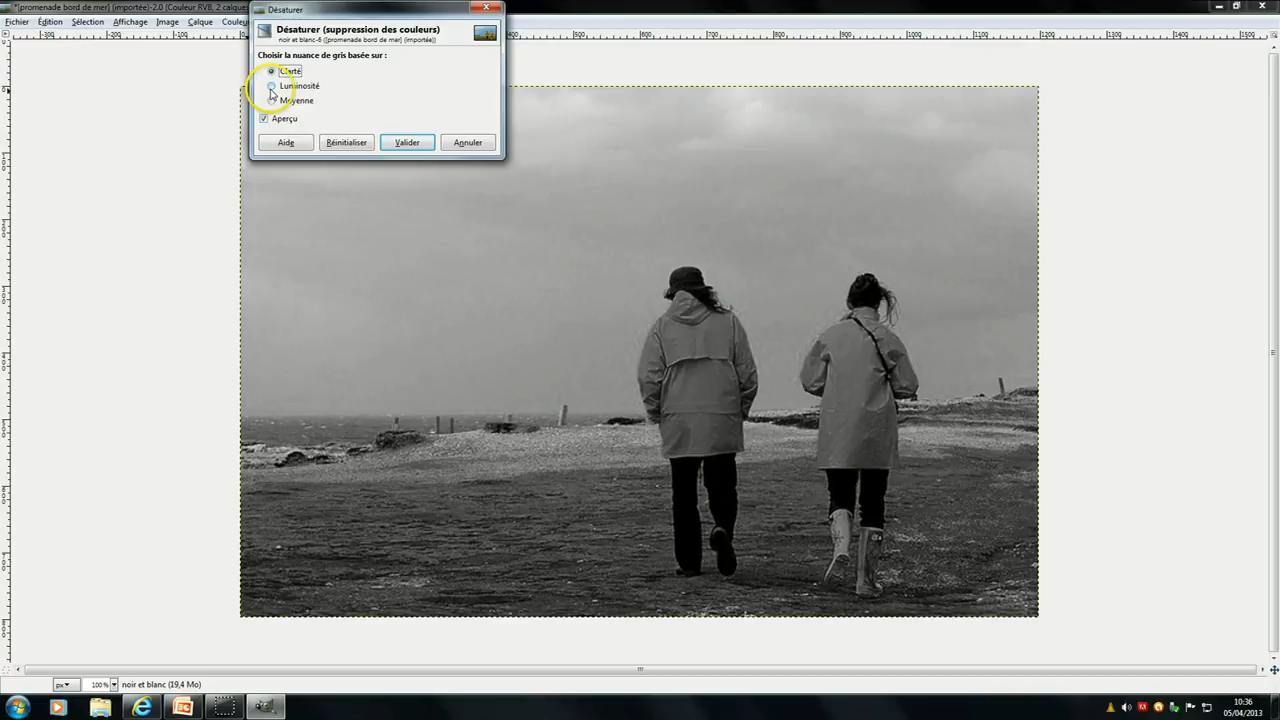 *[promenade bord de mer] (importée)-2.0 (Couleur RVB, 2 calques
Fichier Édition Sélection Affichage Image Calque Couleu
Désaturer
Désaturer (suppression des couleurs)
noir et blanc-6 ([promenade bord de mer] (importée))
Choisir la nuance de gris basée sur :
Clarté
Luminosité
Moyenne
Aperçu
Aide Réinitialiser Valider Annuler
px 100% noir et blanc (19,4 Mo)
10:36
05/04/2013